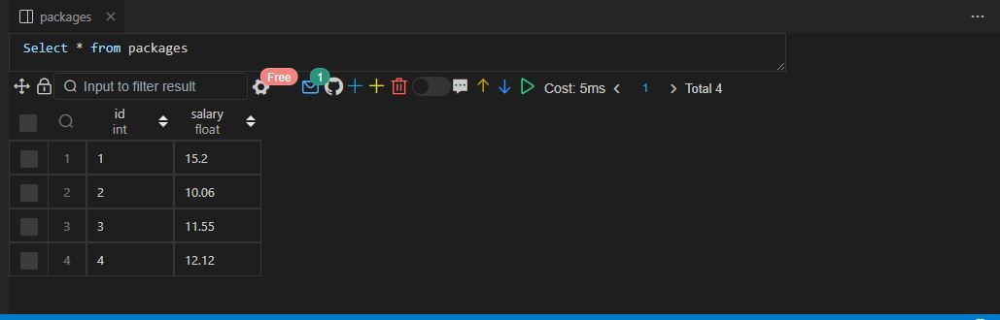 packages
Select * from packages
Input to filter result Free 1 Cost: 5ms 1 Total 4
id salary
int float
1 1 15.2
2 2 10.06
3 3 11.55
4 4 12.12